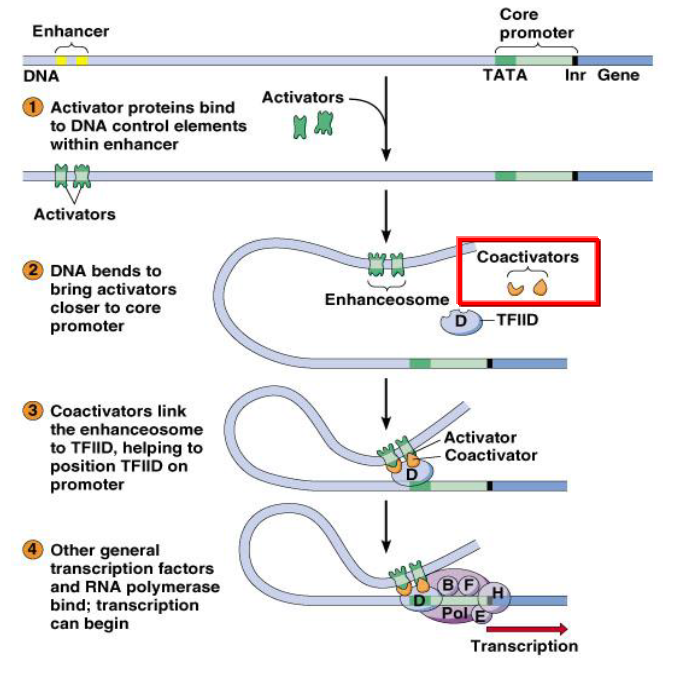 Core
promoter
Enhancer
DNA
TATA
Inr
Gene
1 Activator proteins bind
to DNA control elements
within enhancer
Activators
Activators
2 DNA bends to
bring activators
closer to core
promoter
Coactivators
Enhanceosome
D
TFIID
3 Coactivators link
the enhanceosome
to TFIID, helping to
position TFIID on
promoter
Activator
Coactivator
D
4 Other general
transcription factors
and RNA polymerase
bind; transcription
can begin
B F
H
D
Pol
E
Transcription